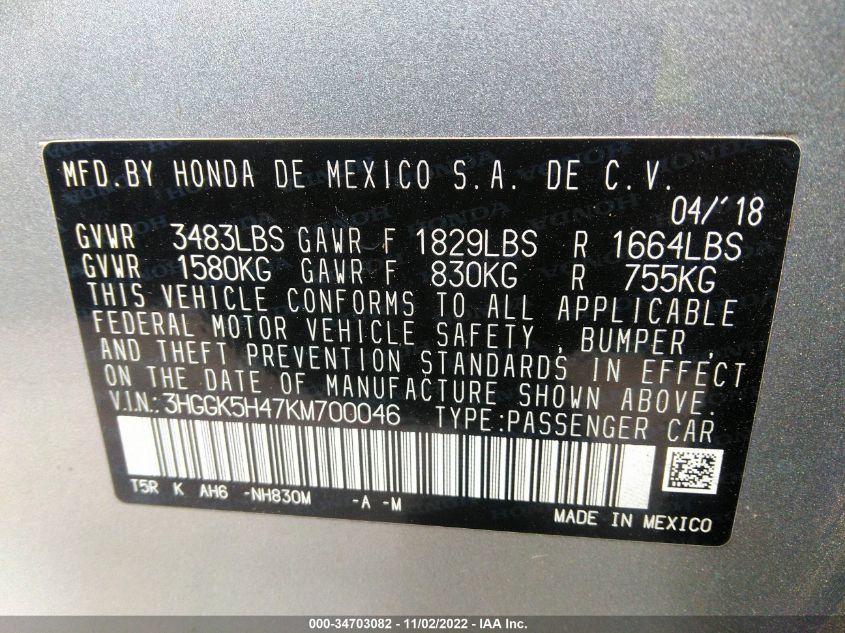 MFD.BY HONDA DE MEXICO S.A. DE C.V.
04/'18
GVWR 3483LBS GAWR F 1829LBS R 1664LBS
GVWR 1580KG GAWR F 830KG R 755KG
THIS VEHICLE CONFORMS TO ALL APPLICABLE
FEDERAL MOTOR VEHICLE SAFETY , BUMPER ,
AND THEFT PREVENTION STANDARDS IN EFFECT
ON THE DATE OF MANUFACTURE SHOWN ABOVE.
V.I.N.: 3HGGK5H47KM700046 TYPE:PASSENGER CAR
T5R K AH6 -NH830M -A -M
MADE IN MEXICO
000-34703082 - 11/02/2022 - IAA Inc.